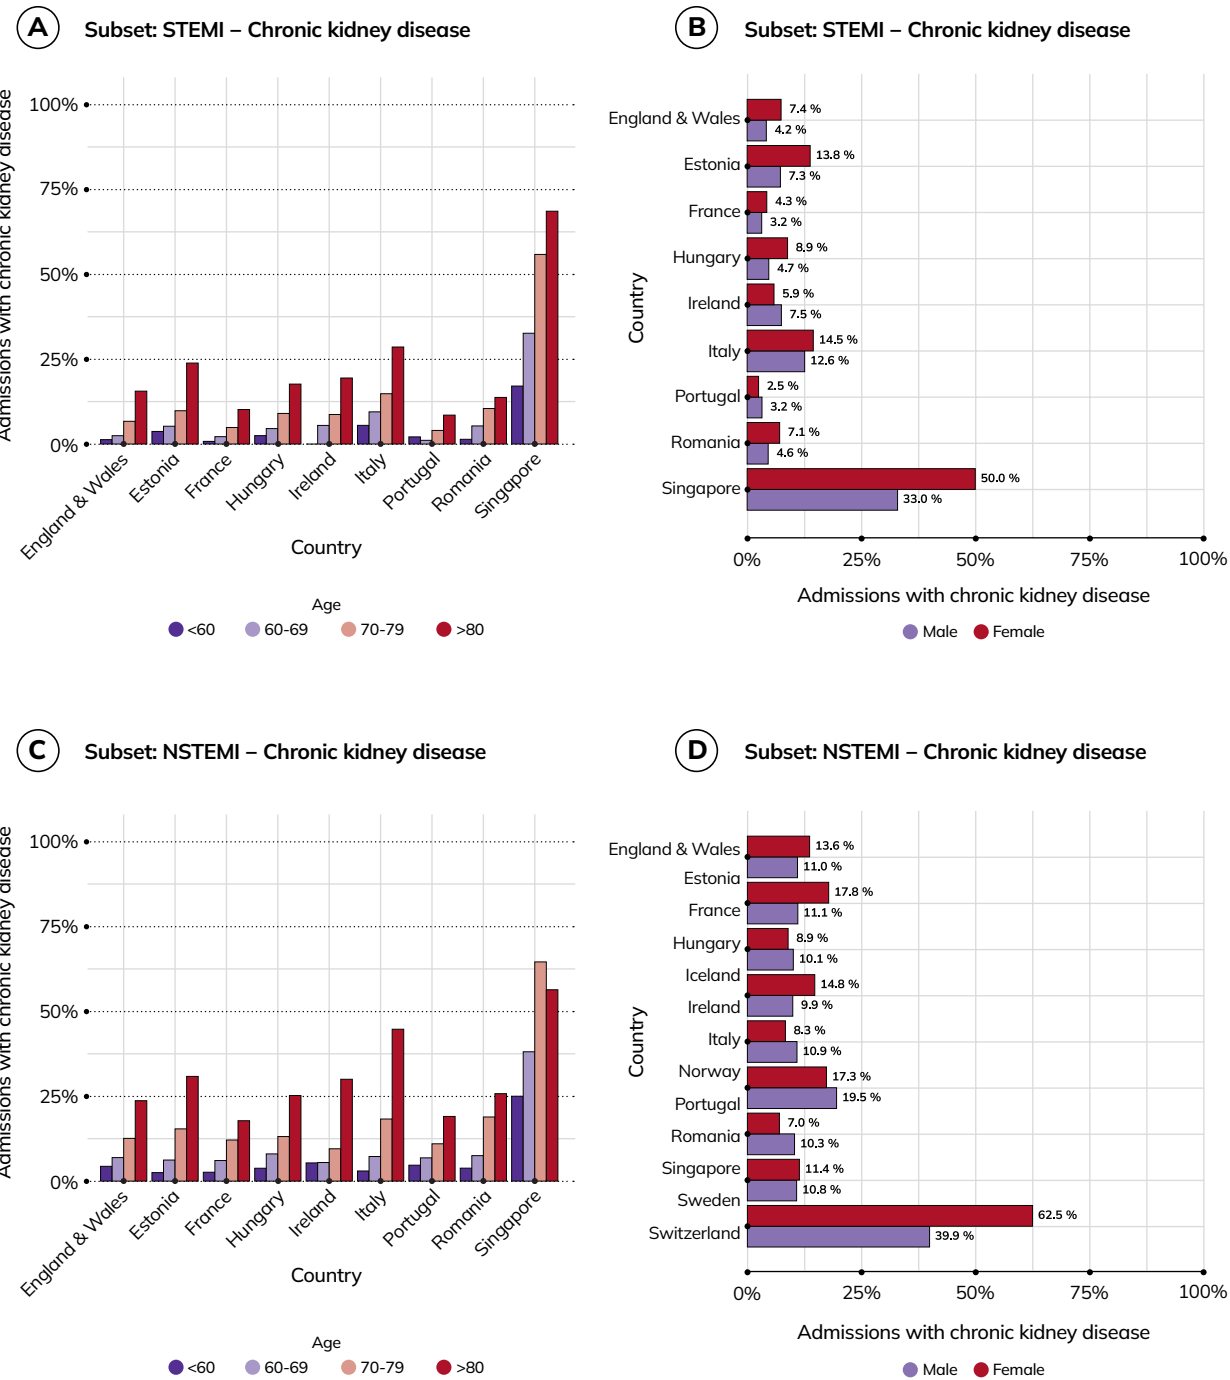 A Subset: STEMI – Chronic kidney disease
Admissions with chronic kidney disease
100%
75%
50%
25%
0%
England & Wales
Estonia
France
Hungary
Ireland
Italy
Portugal
Romania
Singapore
Country
Age
<60 60-69 70-79 >80
B Subset: STEMI – Chronic kidney disease
Country
England & Wales 7.4 %
4.2 %
Estonia 13.8 %
7.3 %
France 4.3 %
3.2 %
Hungary 8.9 %
4.7 %
Ireland 5.9 %
7.5 %
Italy 14.5 %
12.6 %
Portugal 2.5 %
3.2 %
Romania 7.1 %
4.6 %
Singapore 50.0 %
33.0 %
0% 25% 50% 75% 100%
Admissions with chronic kidney disease
Male Female
C Subset: NSTEMI – Chronic kidney disease
Admissions with chronic kidney disease
100%
75%
50%
25%
0%
England & Wales
Estonia
France
Hungary
Ireland
Italy
Portugal
Romania
Singapore
Country
Age
<60 60-69 70-79 >80
D Subset: NSTEMI – Chronic kidney disease
Country
England & Wales 13.6 %
11.0 %
Estonia
17.8 %
France 11.1 %
Hungary 8.9 %
10.1 %
Iceland
14.8 %
Ireland 9.9 %
Italy 8.3 %
10.9 %
Norway 17.3 %
19.5 %
Portugal
7.0 %
Romania 10.3 %
Singapore 11.4 %
10.8 %
Sweden
62.5 %
Switzerland 39.9 %
0% 25% 50% 75% 100%
Admissions with chronic kidney disease
Male Female